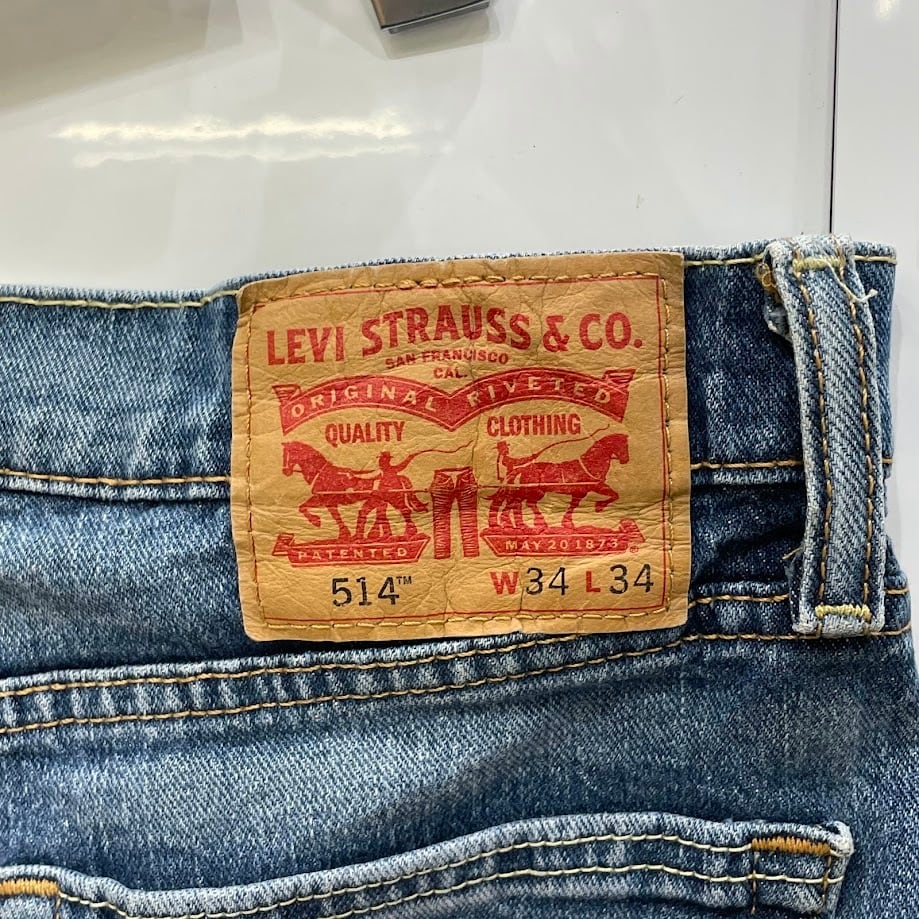 LEVI STRAUSS & CO.
SAN FRANCISCO
CAL.
ORIGINAL RIVETED
QUALITY CLOTHING
PATENTED MAY 20 1873 ®
514™ W34 L34